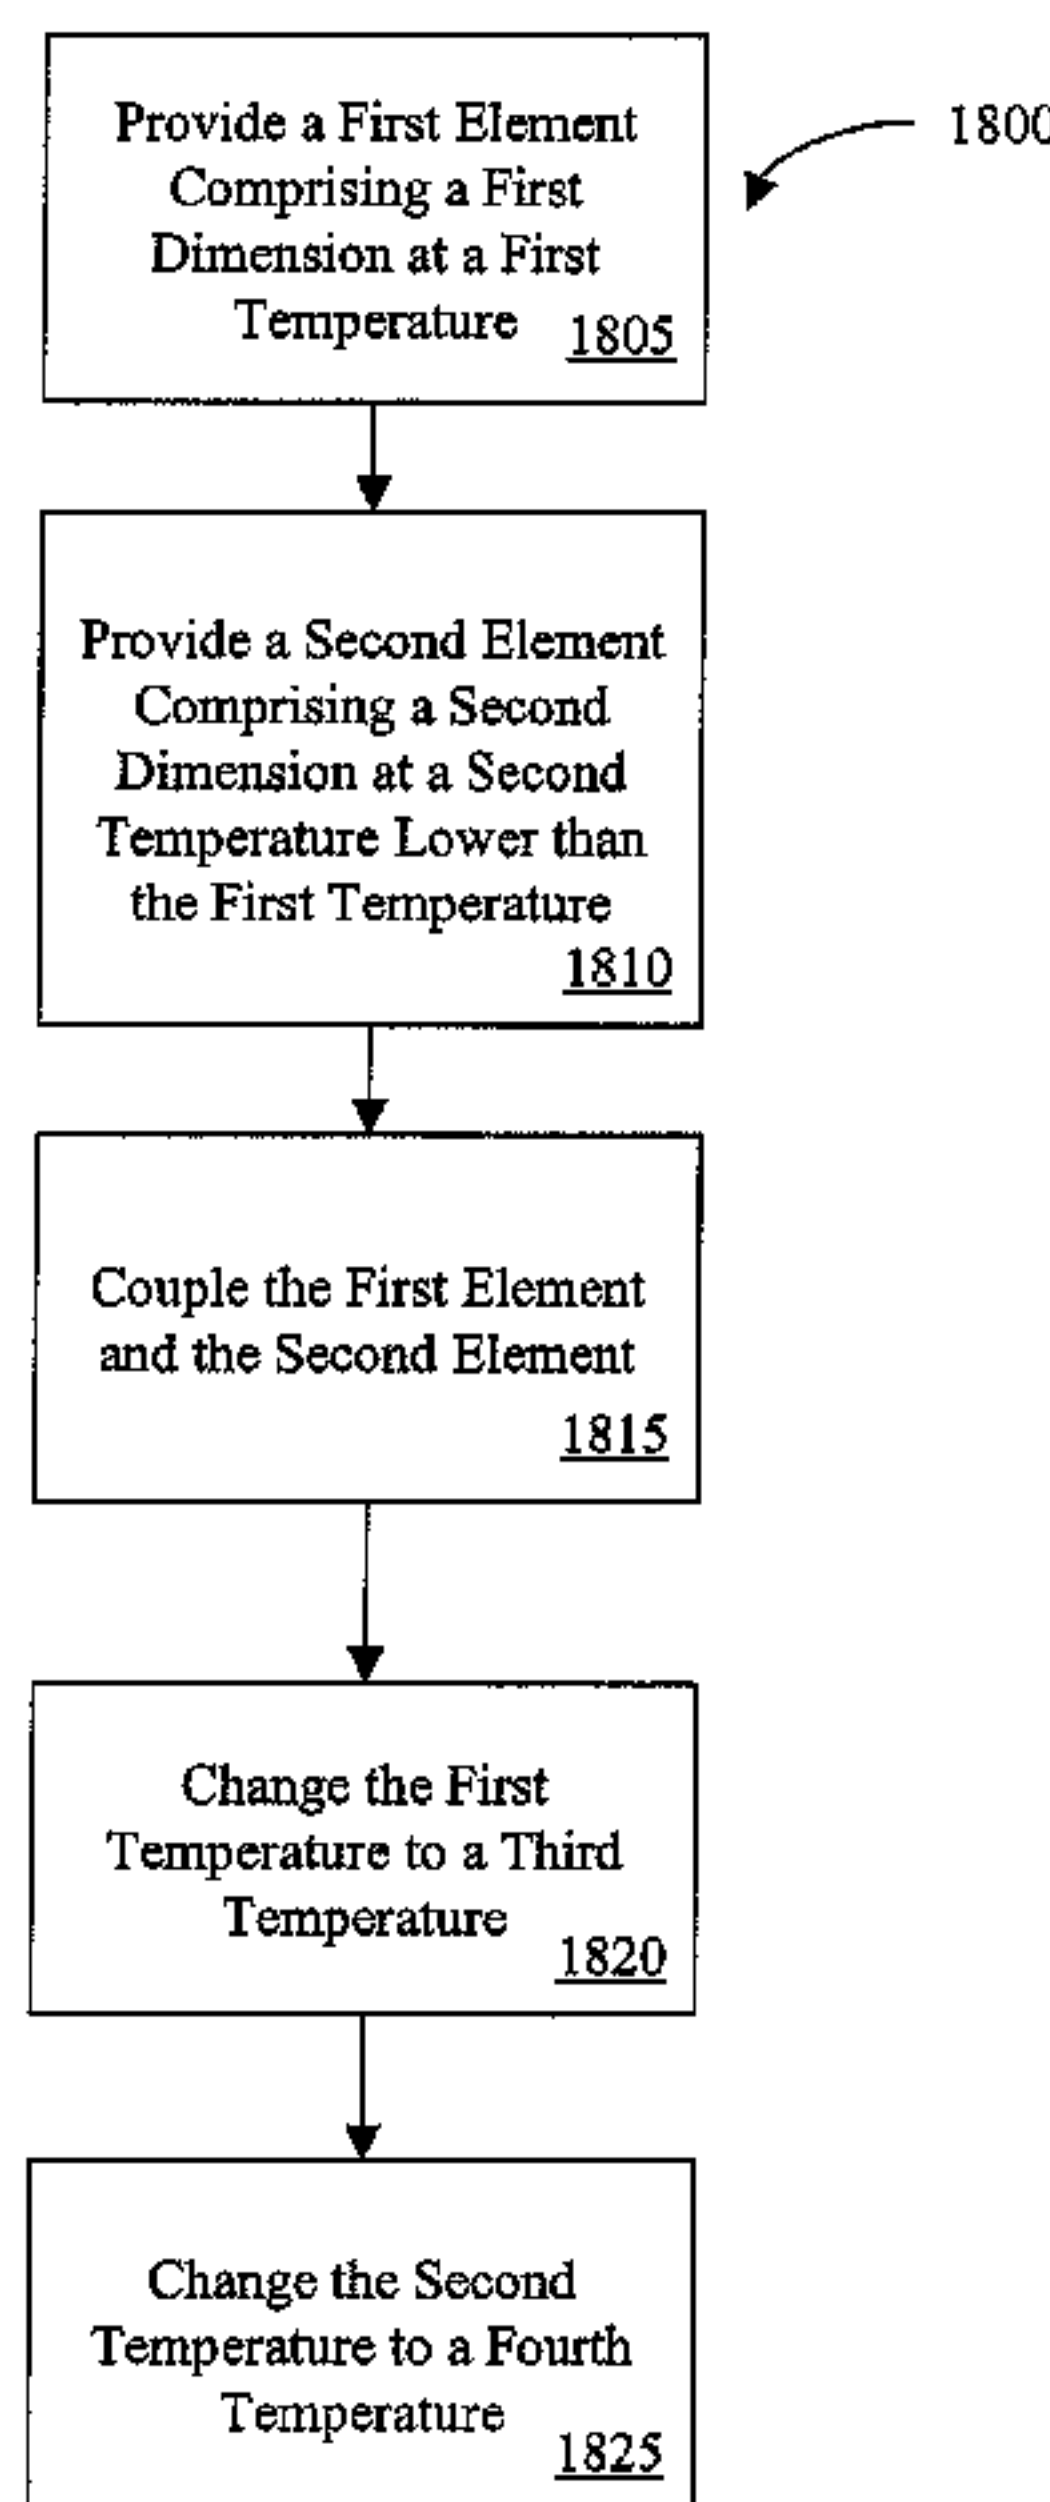 Provide a First Element
Comprising a First
Dimension at a First
Temperature
1805
1800
Provide a Second Element
Comprising a Second
Dimension at a Second
Temperature Lower than
the First Temperature
1810
Couple the First Element
and the Second Element
1815
Change the First
Temperature to a Third
Temperature
1820
Change the Second
Temperature to a Fourth
Temperature
1825